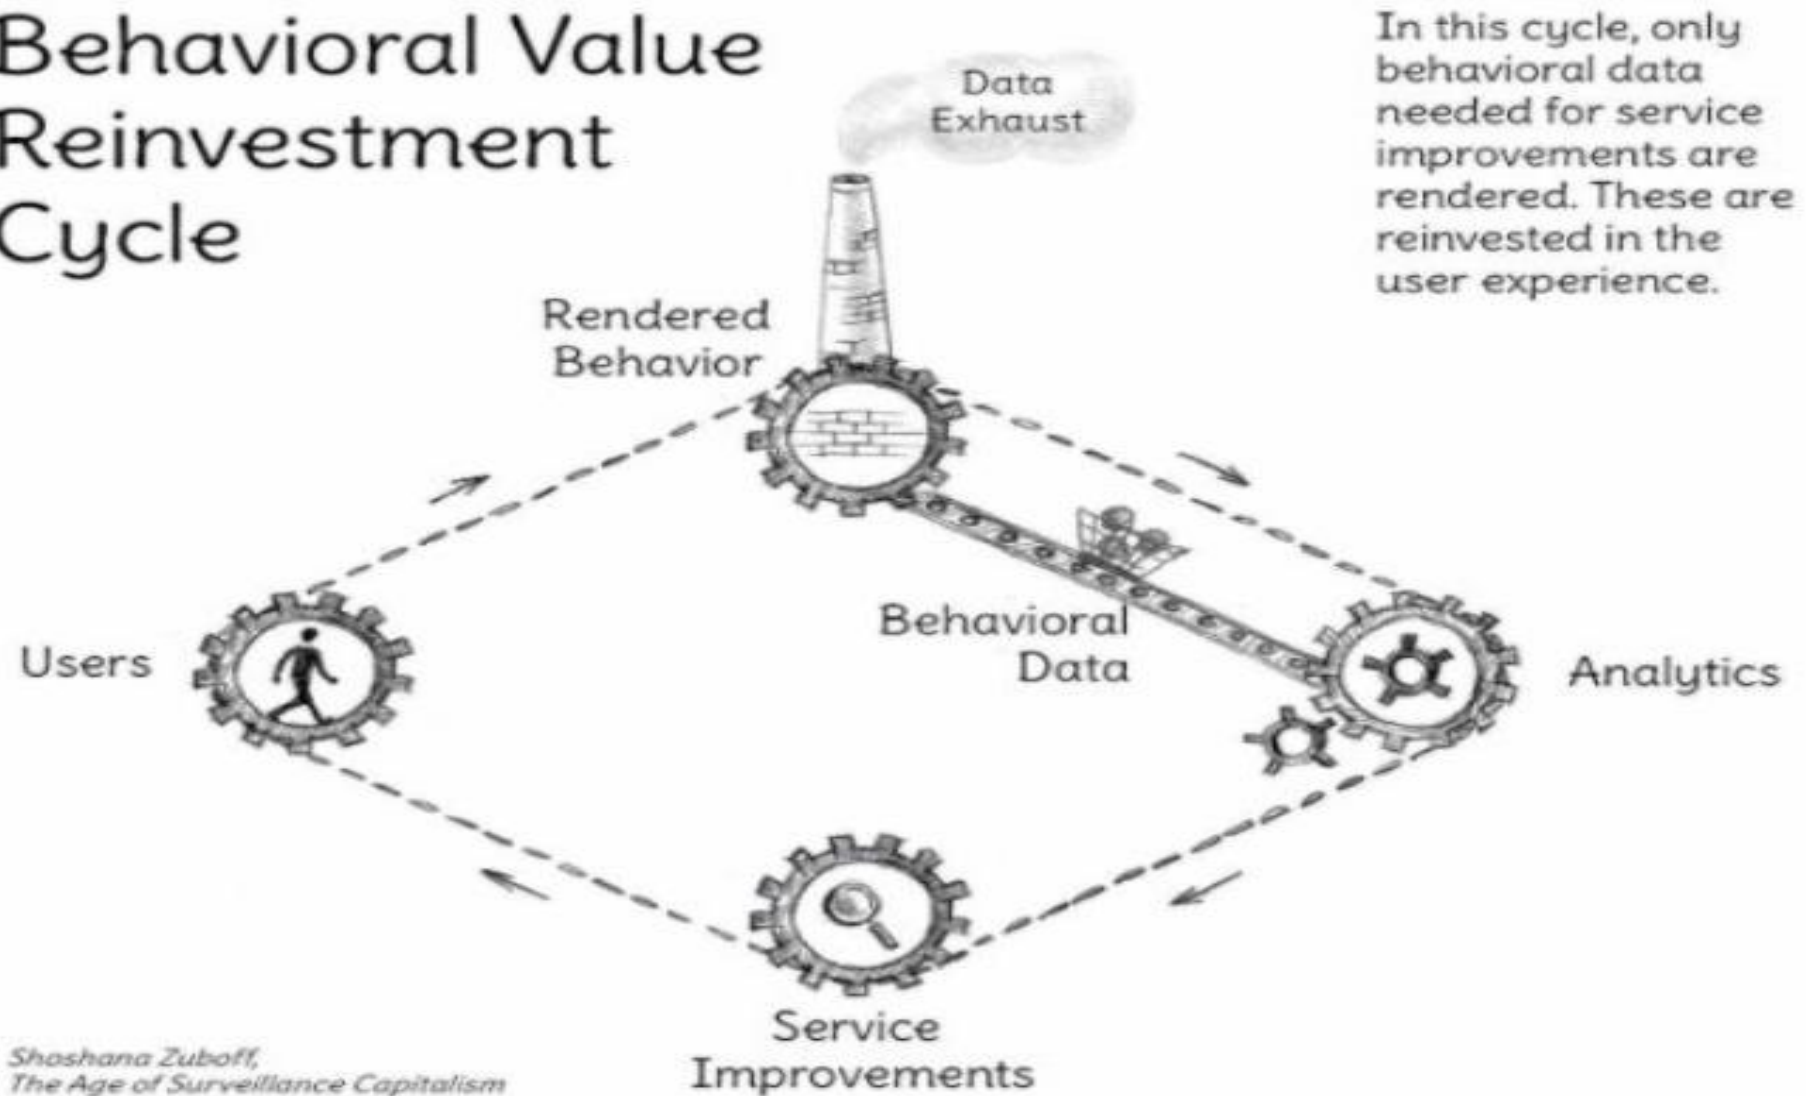 Behavioral Value
Reinvestment
Cycle
Data
Exhaust
In this cycle, only
behavioral data
needed for service
improvements are
rendered. These are
reinvested in the
user experience.
Rendered
Behavior
Users
Behavioral
Data
Analytics
Service
Improvements
Shoshana Zuboff,
The Age of Surveillance Capitalism